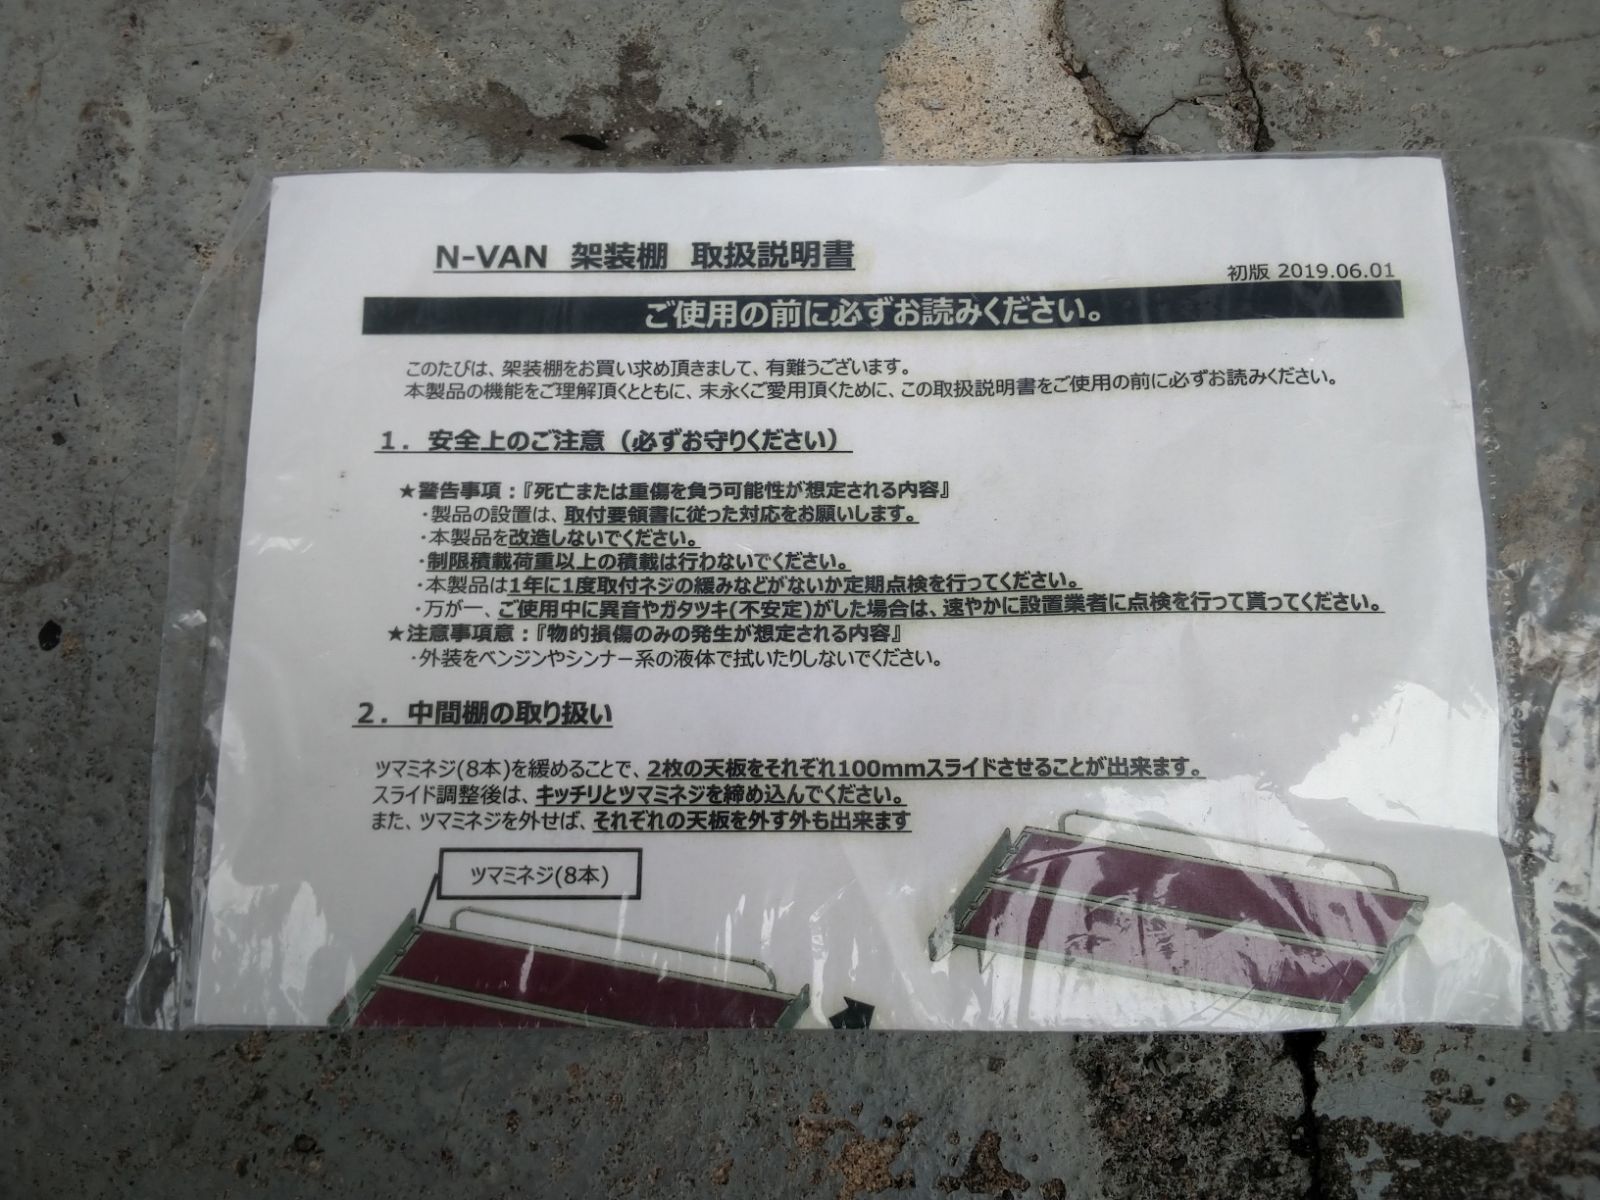 N-VAN 架装棚 取扱説明書
初版 2019.06.01
ご使用の前に必ずお読みください。
このたびは、架装棚をお買い求め頂きまして、有難うございます。
本製品の機能をご理解頂くとともに、末永くご愛用頂くために、この取扱説明書をご使用の前に必ずお読みください。
1. 安全上のご注意（必ずお守りください）
★警告事項：『死亡または重傷を負う可能性が想定される内容』
・製品の設置は、取付要領書に従った対応をお願いします。
・本製品を改造しないでください。
・制限積載荷重以上の積載は行わないでください。
・本製品は1年に1度取付ネジの緩みなどがないか定期点検を行ってください。
・万が一、ご使用中に異音やガタツキ(不安定)がした場合は、速やかに設置業者に点検を行って貰ってください。
★注意事項意：『物的損傷のみの発生が想定される内容』
・外装をベンジンやシンナー系の液体で拭いたりしないでください。
2. 中間棚の取り扱い
ツマミネジ(8本)を緩めることで、2枚の天板をそれぞれ100mmスライドさせることが出来ます。
スライド調整後は、キッチリとツマミネジを締め込んでください。
また、ツマミネジを外せば、それぞれの天板を外す外も出来ます
ツマミネジ(8本)